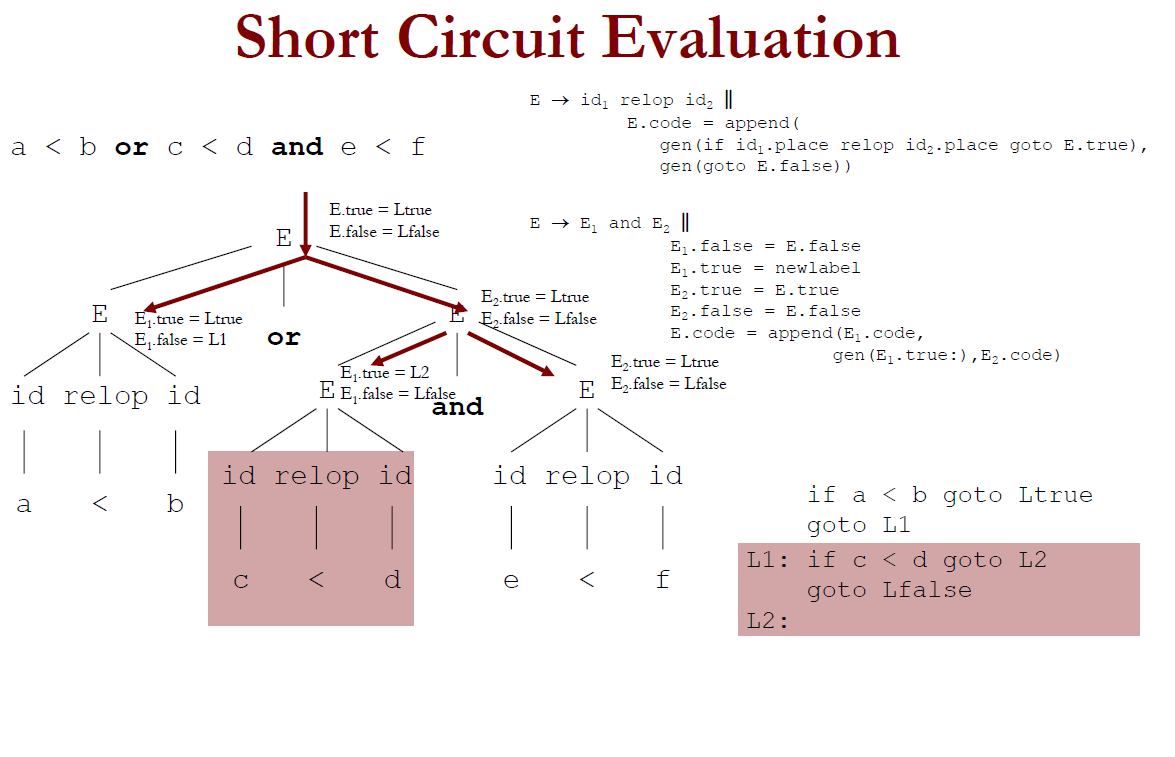 Short Circuit Evaluation
E → id₁ relop id₂ ‖
E.code = append(
gen(if id₁.place relop id₂.place goto E.true),
gen(goto E.false))
a < b or c < d and e < f
E → E₁ and E₂ ‖
E₁.false = E.false
E₁.true = newlabel
E₂.true = E.true
E₂.false = E.false
E.code = append(E₁.code,
gen(E₁.true:),E₂.code)
E.true = Ltrue
E.false = Lfalse
E
E
E₁.true = Ltrue
E₁.false = L1
or
E
E₂.true = Ltrue
E₂.false = Lfalse
E
E₁.true = L2
E₁.false = Lfalse
and
E
E₂.true = Ltrue
E₂.false = Lfalse
id relop id
a < b
id relop id
c < d
id relop id
e < f
if a < b goto Ltrue
goto L1
L1: if c < d goto L2
goto Lfalse
L2: